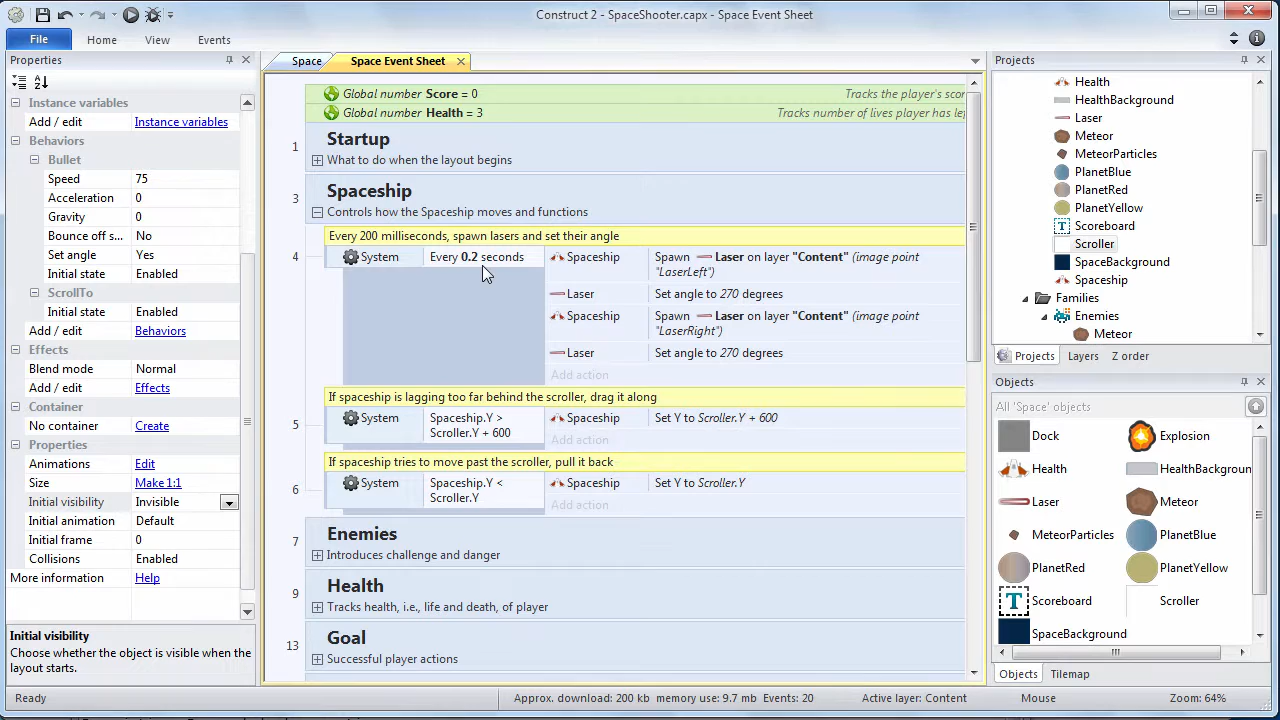 Construct 2 - SpaceShooter.capx - Space Event Sheet
File
Home
View
Events
Properties
Instance variables
Add / edit
Instance variables
Behaviors
Bullet
Speed
75
Acceleration
0
Gravity
0
Bounce off s...
No
Set angle
Yes
Initial state
Enabled
ScrollTo
Initial state
Enabled
Add / edit
Behaviors
Effects
Blend mode
Normal
Add / edit
Effects
Container
No container
Create
Properties
Animations
Edit
Size
Make 1:1
Initial visibility
Invisible
Initial animation
Default
Initial frame
0
Collisions
Enabled
More information
Help
Initial visibility
Choose whether the object is visible when the
layout starts.
Space
Space Event Sheet
Global number Score = 0
Tracks the player's scor
Global number Health = 3
Tracks number of lives player has le
1
Startup
What to do when the layout begins
3
Spaceship
Controls how the Spaceship moves and functions
Every 200 milliseconds, spawn lasers and set their angle
4
System
Every 0.2 seconds
Spaceship
Spawn Laser on layer "Content" (image point
"LaserLeft")
Laser
Set angle to 270 degrees
Spaceship
Spawn Laser on layer "Content" (image point
"LaserRight")
Laser
Set angle to 270 degrees
Add action
If spaceship is lagging too far behind the scroller, drag it along
5
System
Spaceship.Y >
Scroller.Y + 600
Spaceship
Set Y to Scroller.Y + 600
Add action
If spaceship tries to move past the scroller, pull it back
6
System
Spaceship.Y <
Scroller.Y
Spaceship
Set Y to Scroller.Y
Add action
7
Enemies
Introduces challenge and danger
9
Health
Tracks health, i.e., life and death, of player
13
Goal
Successful player actions
Projects
Health
HealthBackground
Laser
Meteor
MeteorParticles
PlanetBlue
PlanetRed
PlanetYellow
Scoreboard
Scroller
SpaceBackground
Spaceship
Families
Enemies
Meteor
Projects
Layers
Z order
Objects
All 'Space' objects
Dock
Explosion
Health
HealthBackgroun
Laser
Meteor
MeteorParticles
PlanetBlue
PlanetRed
PlanetYellow
Scoreboard
Scroller
SpaceBackground
Objects
Tilemap
Ready
Approx. download: 200 kb memory use: 9.7 mb Events: 20
Active layer: Content
Mouse
Zoom: 64%